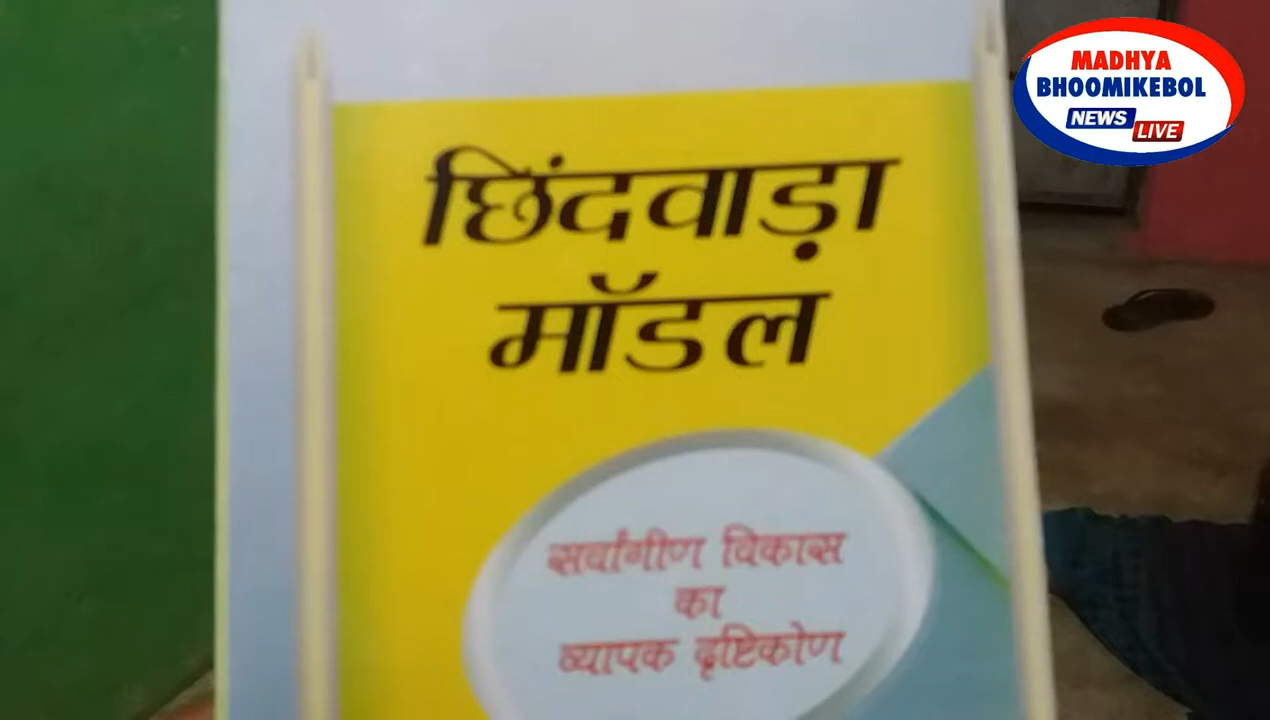 MADHYA
BHOOMIKEBOL
NEWS
LIVE
छिंदवाड़ा
मॉडल
सर्वांगीण विकास
का
व्यापक दृष्टिकोण